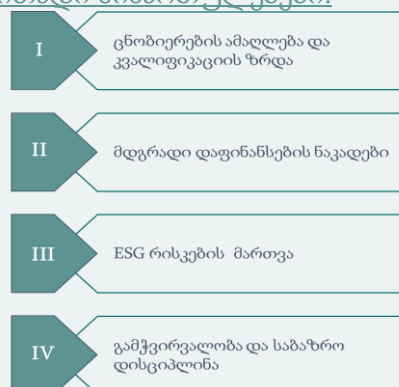 I
ცნობიერების ამაღლება და
კვალიფიკაციის ზრდა
II
მდგრადი დაფინანსების ნაკადები
III
ESG რისკების მართვა
IV
გამჭვირვალობა და საბაზრო
დისციპლინა